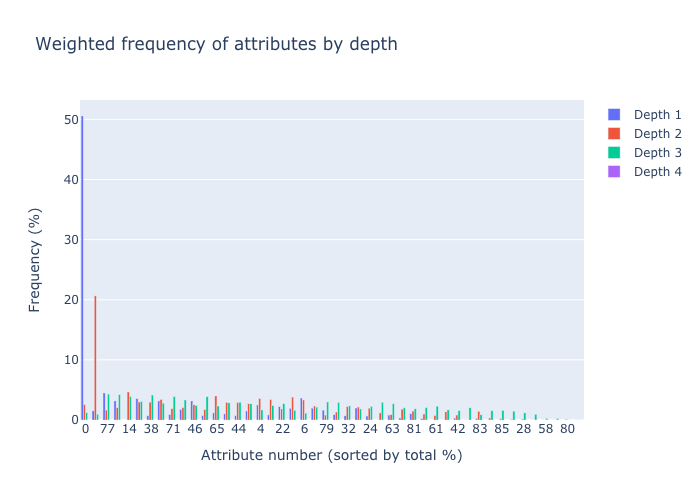 Weighted frequency of attributes by depth
Depth 1
Depth 2
Depth 3
Depth 4
50
40
30
20
10
0
Frequency (%)
0 77 14 38 71 46 65 44 4 22 6 79 32 24 63 81 61 42 83 85 28 58 80
Attribute number (sorted by total %)